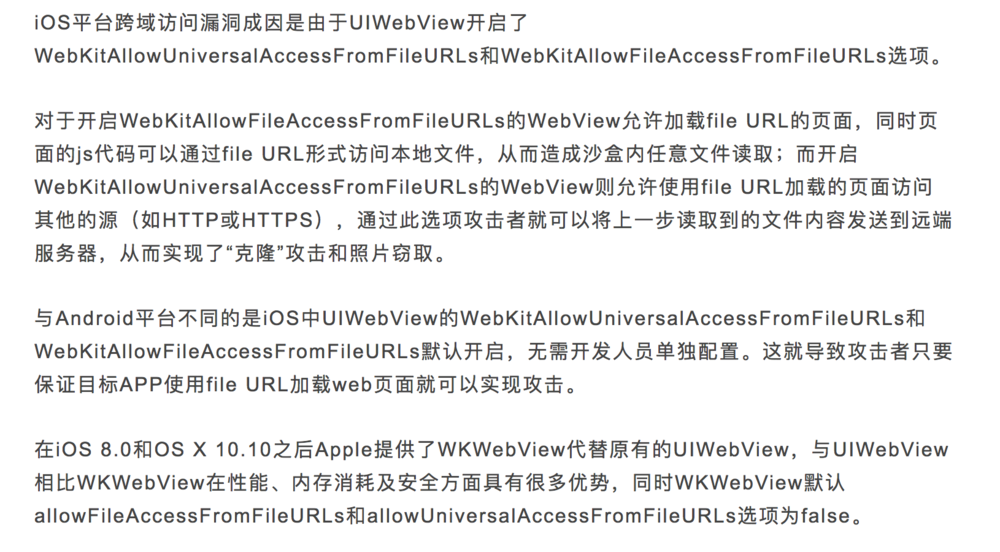 iOS平台跨域访问漏洞成因是由于UIWebView开启了
WebKitAllowUniversalAccessFromFileURLs和WebKitAllowFileAccessFromFileURLs选项。
对于开启WebKitAllowFileAccessFromFileURLs的WebView允许加载file URL的页面，同时页
面的js代码可以通过file URL形式访问本地文件，从而造成沙盒内任意文件读取；而开启
WebKitAllowUniversalAccessFromFileURLs的WebView则允许使用file URL加载的页面访问
其他的源（如HTTP或HTTPS），通过此选项攻击者就可以将上一步读取到的文件内容发送到远端
服务器，从而实现了“克隆”攻击和照片窃取。
与Android平台不同的是iOS中UIWebView的WebKitAllowUniversalAccessFromFileURLs和
WebKitAllowFileAccessFromFileURLs默认开启，无需开发人员单独配置。这就导致攻击者只要
保证目标APP使用file URL加载web页面就可以实现攻击。
在iOS 8.0和OS X 10.10之后Apple提供了WKWebView代替原有的UIWebView，与UIWebView
相比WKWebView在性能、内存消耗及安全方面具有很多优势，同时WKWebView默认
allowFileAccessFromFileURLs和allowUniversalAccessFromFileURLs选项为false。